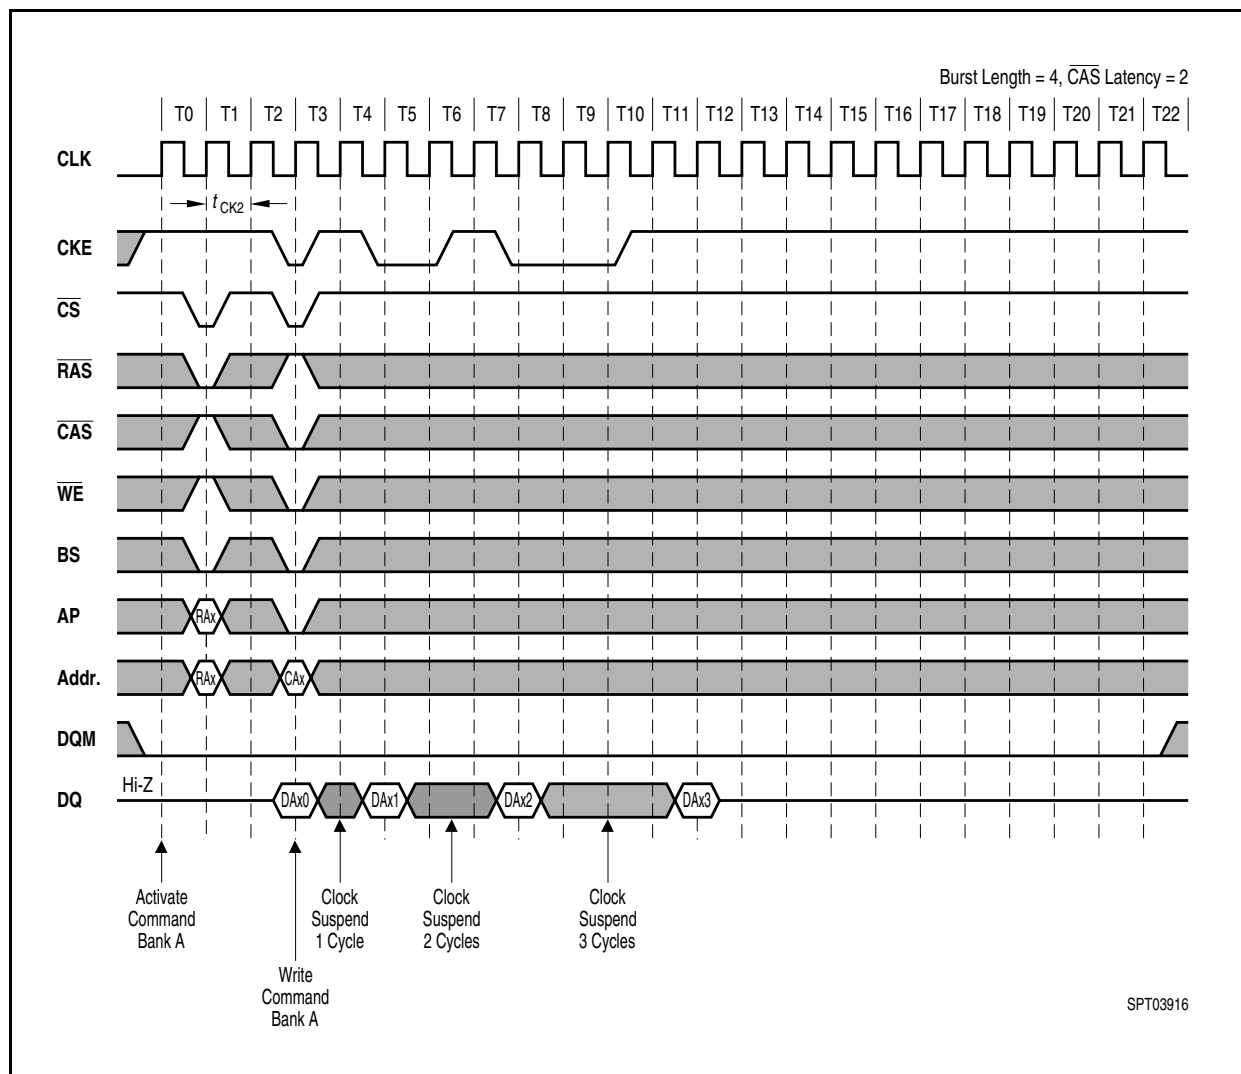 Burst Length = 4, CAS Latency = 2
T0 T1 T2 T3 T4 T5 T6 T7 T8 T9 T10 T11 T12 T13 T14 T15 T16 T17 T18 T19 T20 T21 T22
CLK
t CK2
CKE
CS
RAS
CAS
WE
BS
AP
RAx
Addr.
RAx CAx
DQM
DQ
Hi-Z
DAx0 DAx1 DAx2 DAx3
Activate
Command
Bank A
Write
Command
Bank A
Clock
Suspend
1 Cycle
Clock
Suspend
2 Cycles
Clock
Suspend
3 Cycles
SPT03916